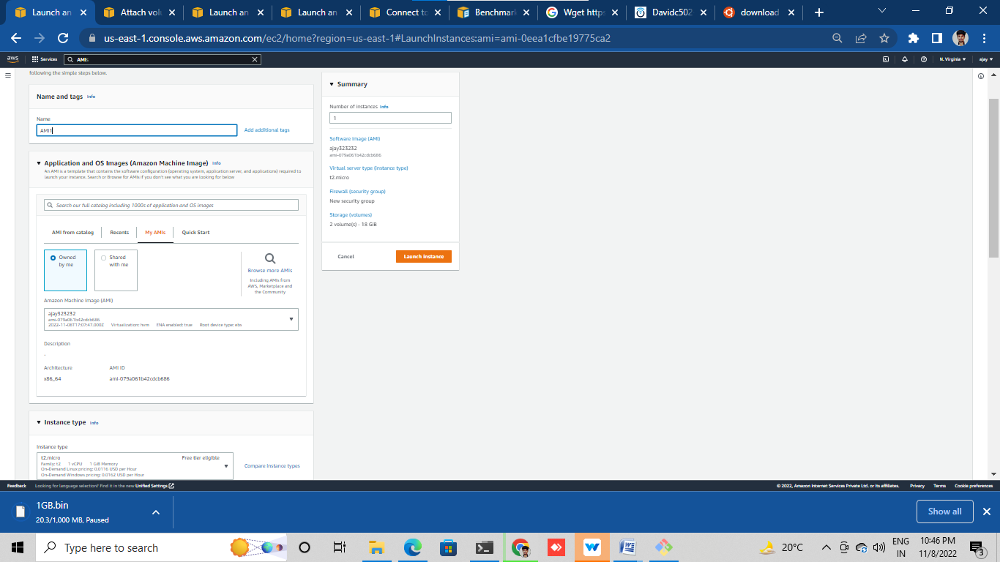 Launch an
Attach volu
Launch an
Launch an
Connect to
Benchmark
Wget https
Davidc502
download
us-east-1.console.aws.amazon.com/ec2/home?region=us-east-1#LaunchInstances:ami=ami-0eea1cfbe19775ca2
aws
Services
AMIs
N. Virginia
ajay
following the simple steps below.
Name and tags Info
Name
AMI1
Add additional tags
Application and OS Images (Amazon Machine Image) Info
An AMI is a template that contains the software configuration (operating system, application server, and applications) required to
launch your instance. Search or Browse for AMIs if you don't see what you are looking for below
Search our full catalog including 1000s of application and OS images
AMI from catalog
Recents
My AMIs
Quick Start
Owned
by me
Shared
with me
Browse more AMIs
Including AMIs from
AWS, Marketplace and
the Community
Amazon Machine Image (AMI)
ajay323232
ami-079a061b42cdcb686
2022-11-08T17:07:47.000Z Virtualization: hvm ENA enabled: true Root device type: ebs
Description
-
Architecture AMI ID
x86_64 ami-079a061b42cdcb686
Instance type Info
Instance type
t2.micro Free tier eligible
Family: t2 1 vCPU 1 GiB Memory
On-Demand Linux pricing: 0.0116 USD per Hour
On-Demand Windows pricing: 0.0162 USD per Hour
Compare instance types
Summary
Number of instances Info
1
Software Image (AMI)
ajay323232
ami-079a061b42cdcb686
Virtual server type (instance type)
t2.micro
Firewall (security group)
New security group
Storage (volumes)
2 volume(s) - 18 GiB
Cancel
Launch instance
Feedback Looking for language selection? Find it in the new Unified Settings
© 2022, Amazon Internet Services Private Ltd. or its affiliates. Privacy Terms Cookie preferences
1GB.bin
20.3/1,000 MB, Paused
Show all
Type here to search
20°C
ENG
IN
10:46 PM
11/8/2022
3